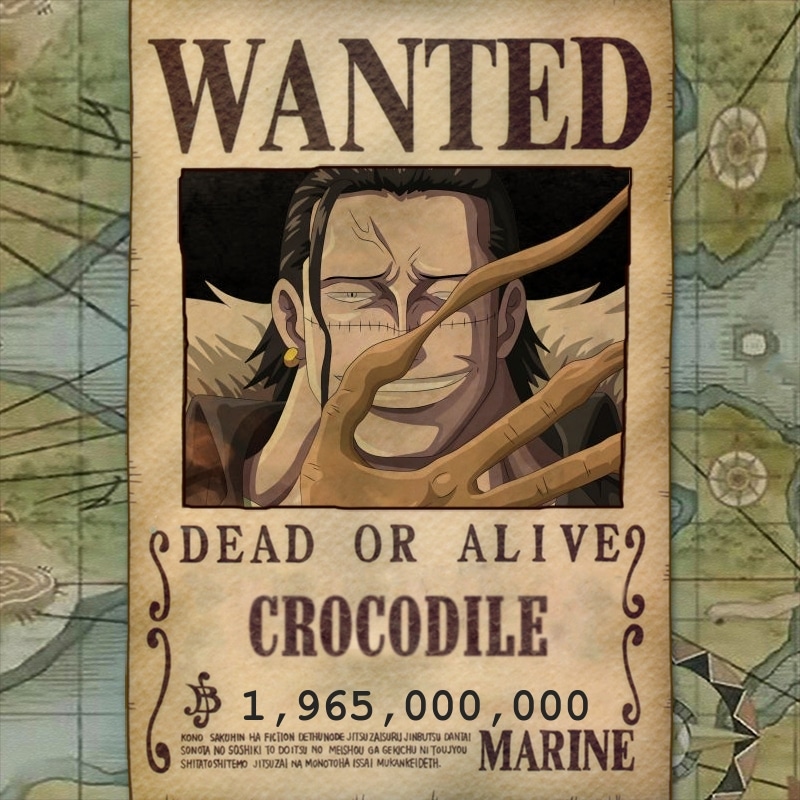 WANTED
DEAD OR ALIVE
CROCODILE
1,965,000,000
KONO SAKUHIN HA FICTION DETHUNODE JITSUZAISURU JINBUTSU DANTAI
SONOTA NO SOSHIKI TO DOITSU NO MEISHOU GA GEKICHU NI TOUJYOU
SHITATOSHITEMO JITSUZAI NA MONOTOHA ISSAI MUKANKEIDETH.
MARINE